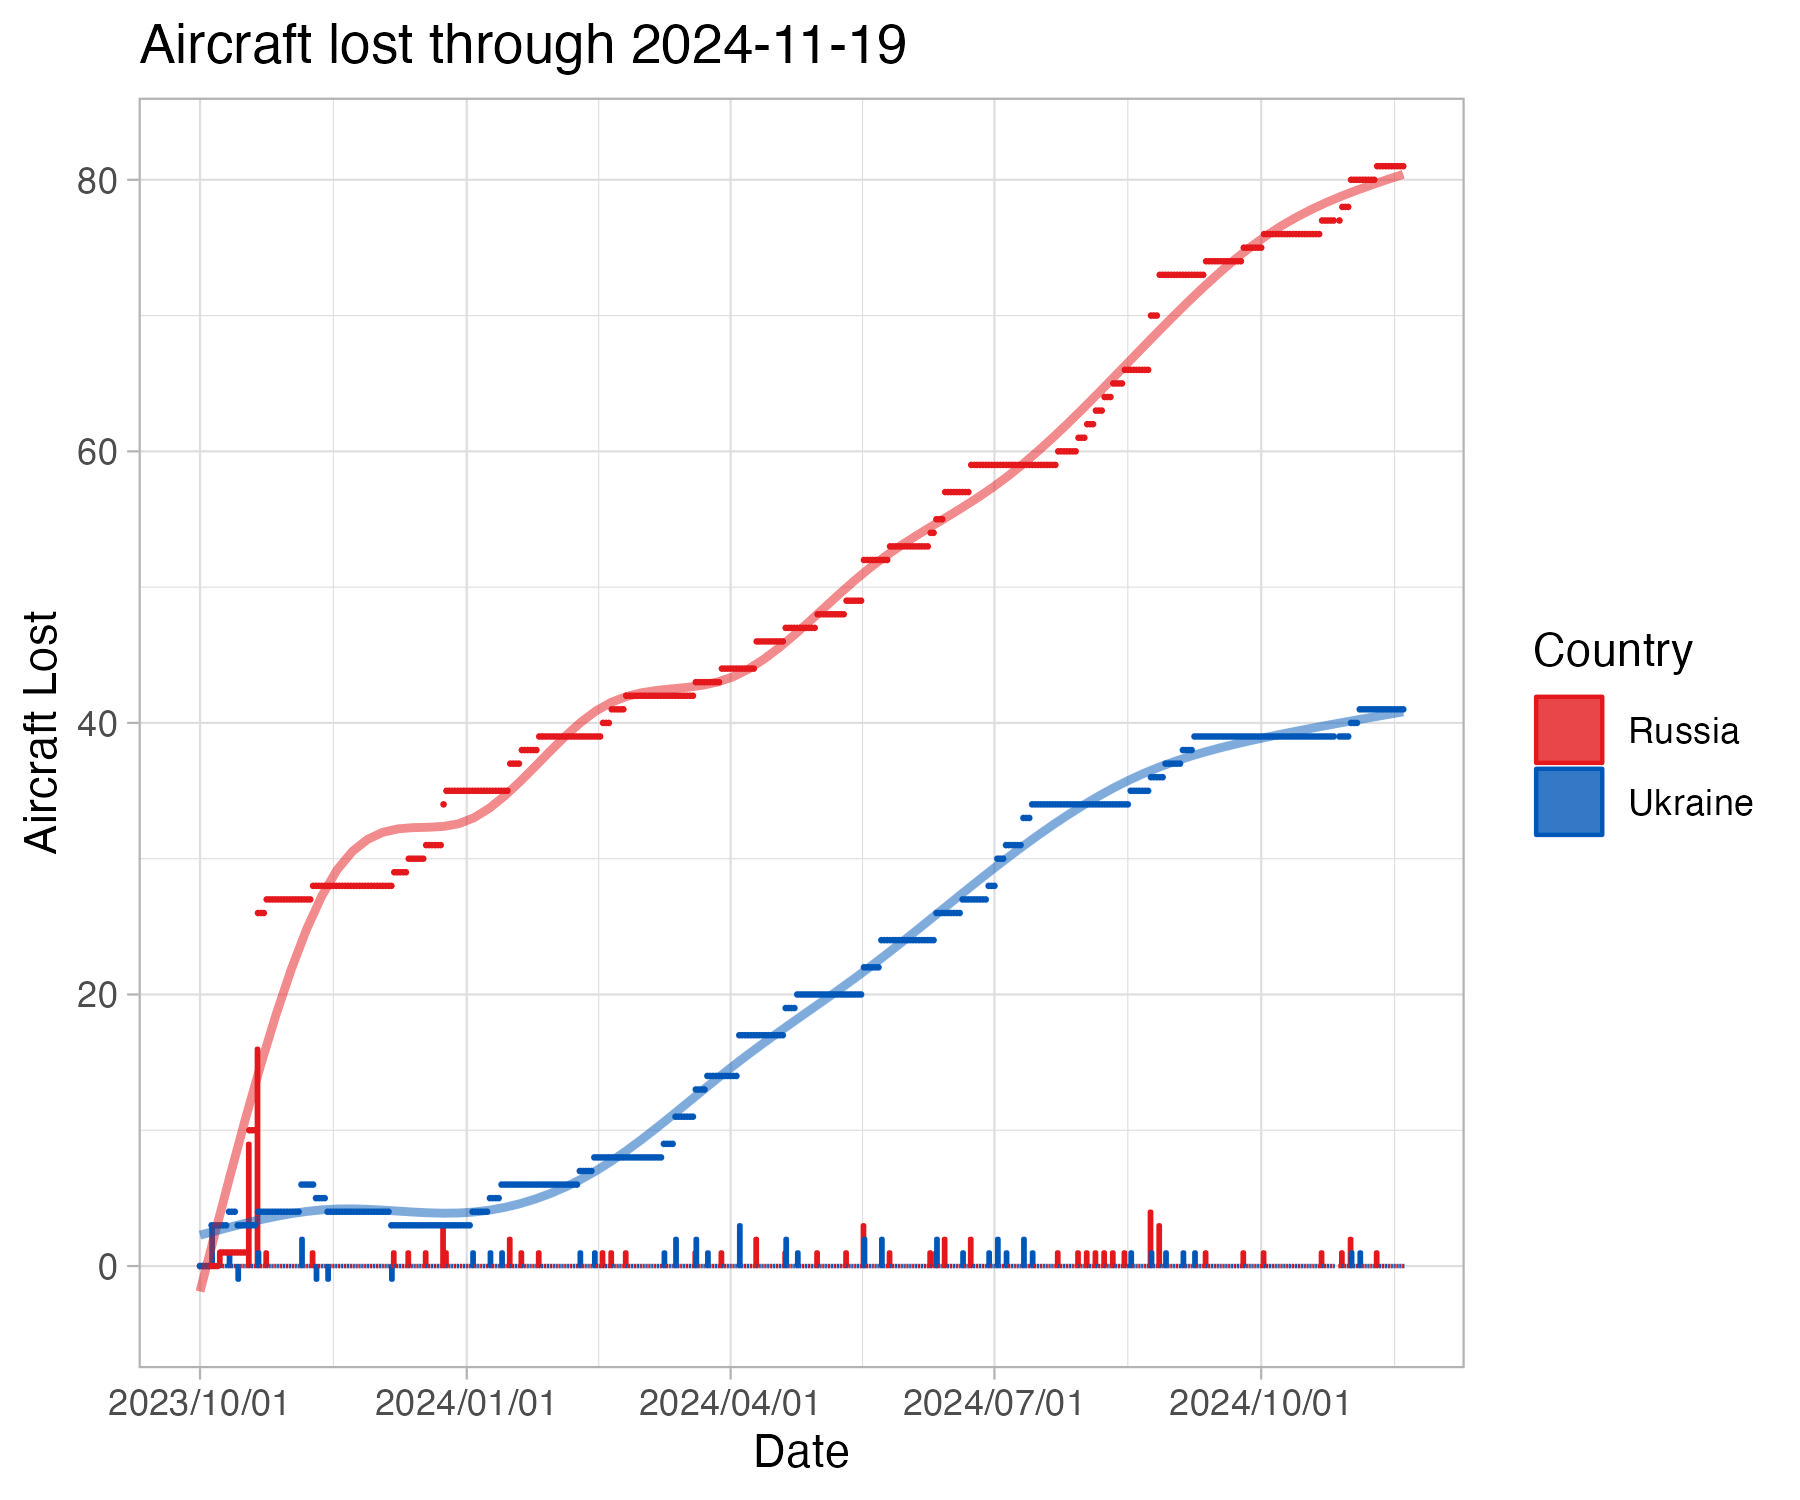 Aircraft lost through 2024-11-19
Aircraft Lost
80
60
40
20
0
2023/10/01
2024/01/01
2024/04/01
2024/07/01
2024/10/01
Date
Country
Russia
Ukraine